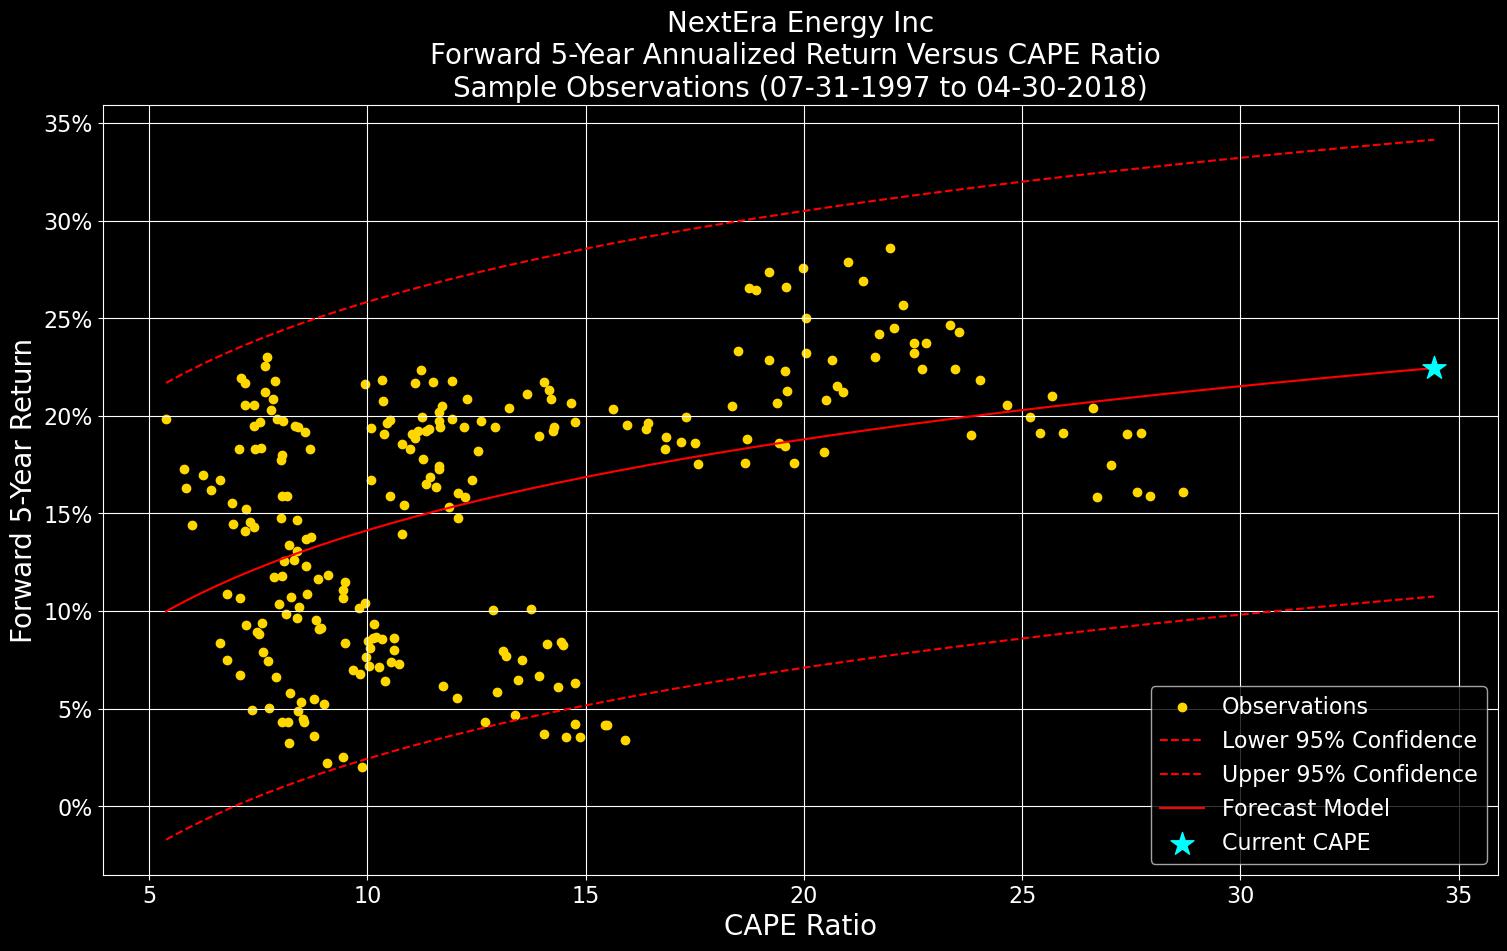 NextEra Energy Inc
Forward 5-Year Annualized Return Versus CAPE Ratio
Sample Observations (07-31-1997 to 04-30-2018)
35%
30%
25%
20%
15%
10%
5%
0%
Forward 5-Year Return
Observations
Lower 95% Confidence
Upper 95% Confidence
Forecast Model
Current CAPE
5
10
15
20
25
30
35
CAPE Ratio